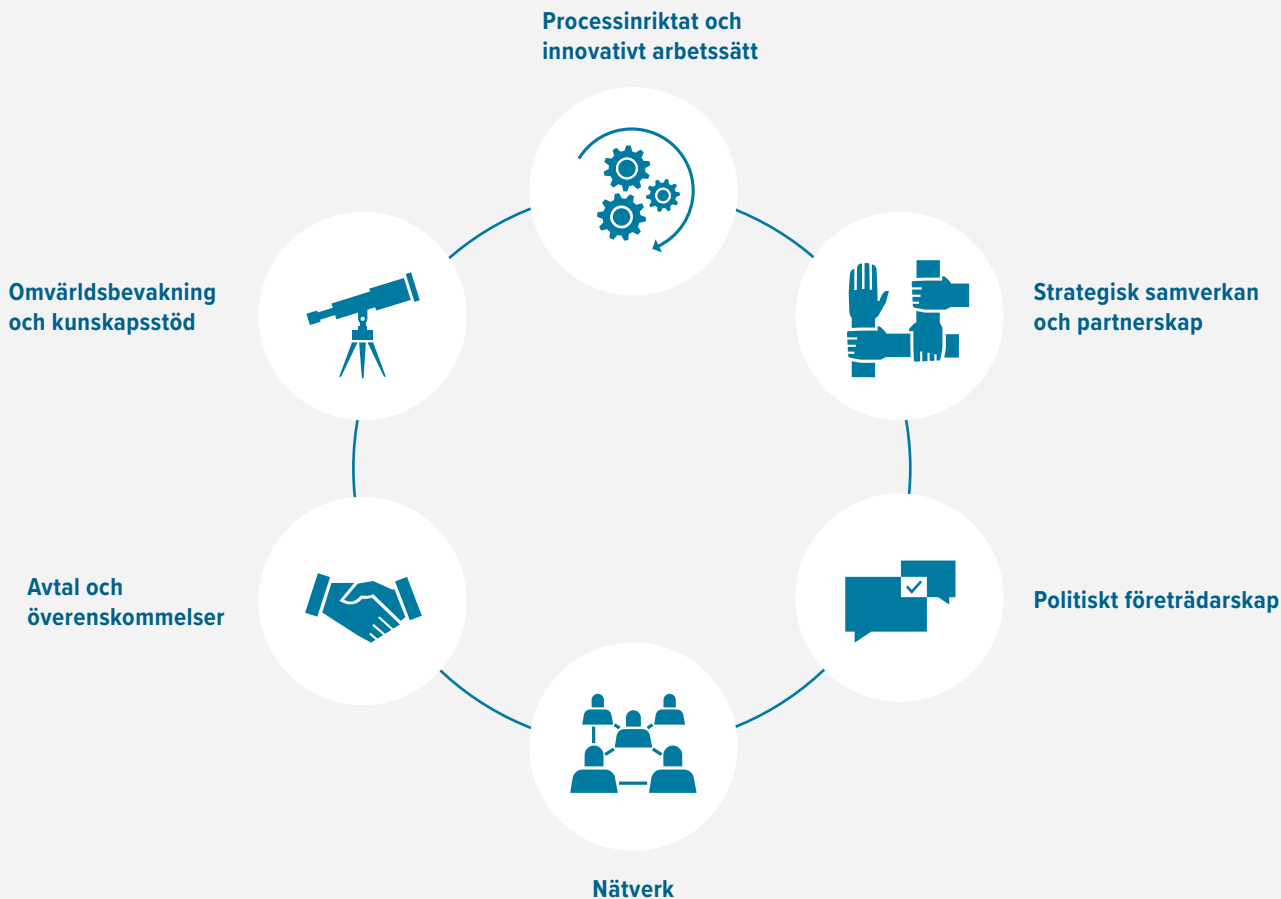 Processinriktat och
innovativt arbetssätt
Omvärldsbevakning
och kunskapsstöd
Strategisk samverkan
och partnerskap
Avtal och
överenskommelser
Politiskt företrädarskap
Nätverk